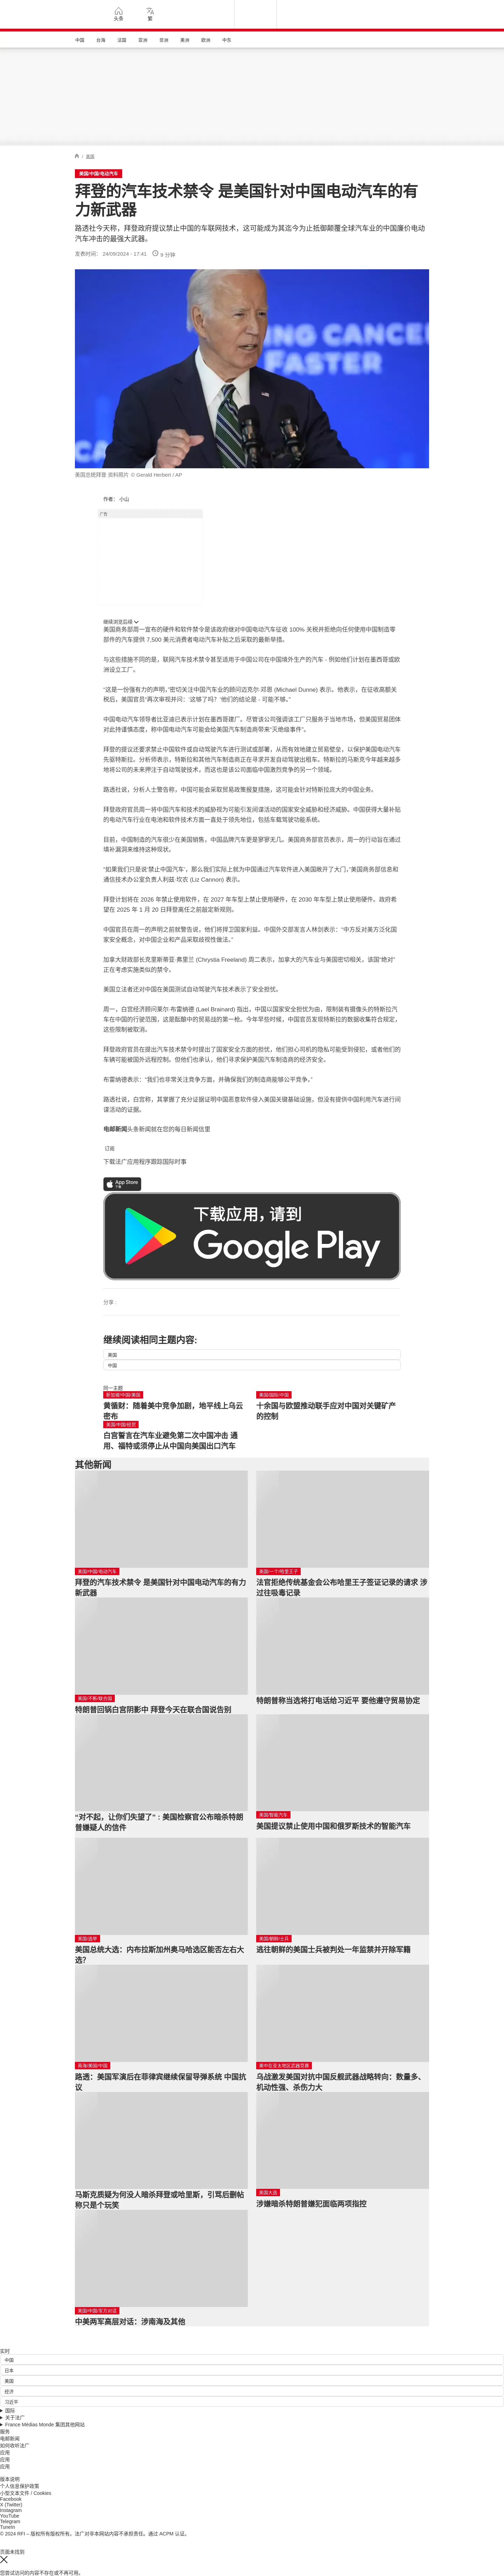 头条
繁
中国
台海
法国
亚洲
非洲
美洲
欧洲
中东
/ 美国
美国/中国/电动汽车
拜登的汽车技术禁令 是美国针对中国电动汽车的有
力新武器
路透社今天称，拜登政府提议禁止中国的车联网技术，这可能成为其迄今为止抵御颠覆全球汽车业的中国廉价电动
汽车冲击的最强大武器。
发表时间： 24/09/2024 - 17:41 9 分钟
CANCER
FASTER
美国总统拜登 资料照片 © Gerald Herbert / AP
作者： 小山
广告
继续浏览后续
美国商务部周一宣布的硬件和软件禁令是该政府继对中国电动汽车征收 100% 关税并拒绝向任何使用中国制造零
部件的汽车提供 7,500 美元消费者电动汽车补贴之后采取的最新举措。
与这些措施不同的是，联网汽车技术禁令甚至适用于中国公司在中国境外生产的汽车 - 例如他们计划在墨西哥或欧
洲设立工厂。
“这是一份强有力的声明，”密切关注中国汽车业的顾问迈克尔·邓恩 (Michael Dunne) 表示。他表示，在征收高额关
税后，美国官员“再次审视并问：‘这够了吗？’他们的结论是 - 可能不够。”
中国电动汽车领导者比亚迪已表示计划在墨西哥建厂。尽管该公司强调该工厂只服务于当地市场，但美国贸易团体
对此持谨慎态度，称中国电动汽车可能会给美国汽车制造商带来“灭绝级事件”。
拜登的提议还要求禁止中国软件或自动驾驶汽车进行测试或部署，从而有效地建立贸易壁垒，以保护美国电动汽车
先驱特斯拉。分析师表示，特斯拉和其他汽车制造商正在寻求开发自动驾驶出租车。特斯拉的马斯克今年越来越多
地将公司的未来押注于自动驾驶技术，而这也是该公司面临中国激烈竞争的另一个领域。
路透社说，分析人士警告称，中国可能会采取贸易政策报复措施，这可能会针对特斯拉庞大的中国业务。
拜登政府官员周一将中国汽车和技术的威胁视为可能引发间谍活动的国家安全威胁和经济威胁。中国获得大量补贴
的电动汽车行业在电池和软件技术方面一直处于领先地位，包括车载驾驶功能系统。
目前，中国制造的汽车很少在美国销售，中国品牌汽车更是寥寥无几。美国商务部官员表示，周一的行动旨在通过
填补漏洞来维持这种现状。
“如果我们只是说‘禁止中国汽车’，那么我们实际上就为中国通过汽车软件进入美国敞开了大门，”美国商务部信息和
通信技术办公室负责人利兹·坎农 (Liz Cannon) 表示。
拜登计划将在 2026 年禁止使用软件，在 2027 年车车型上禁止使用硬件，在 2030 年车车型上禁止使用硬件。政府希
望在 2025 年 1 月 20 日拜登离任之前敲定新规则。
中国官员在周一的声明之前就警告说，他们将捍卫国家利益。中国外交部发言人林剑表示：“中方反对美方泛化国
家安全概念，对中国企业和产品采取歧视性做法。”
加拿大财政部长克里斯蒂亚·弗里兰 (Chrystia Freeland) 周二表示，加拿大的汽车业与美国密切相关，该国“绝对”
正在考虑实施类似的禁令。
美国立法者还对中国在美国测试自动驾驶汽车技术表示了安全担忧。
周一，白宫经济顾问莱尔·布雷纳德 (Lael Brainard) 指出，中国以国家安全担忧为由，限制装有摄像头的特斯拉汽
车在中国的行驶范围，这是酝酿中的贸易战的第一枪。今年早些时候，中国官员发现特斯拉的数据收集符合规定，
这些限制被取消。
拜登政府官员在提出汽车技术禁令时提出了国家安全方面的担忧，他们担心司机的隐私可能受到侵犯，或者他们的
车辆可能被国外远程控制。但他们也承认，他们寻求保护美国汽车制造商的经济安全。
布雷纳德表示：“我们也非常关注竞争方面，并确保我们的制造商能够公平竞争。”
路透社说，白宫称，其掌握了充分证据证明中国恶意软件侵入美国关键基础设施，但没有提供中国利用汽车进行间
谍活动的证据。
电邮新闻头条新闻就在您的每日新闻信里
订阅
下载法广应用程序跟踪国际时事
App Store
下载
下载应用，请到
Google Play
分享 :
继续阅读相同主题内容:
美国
中国
同一主题
新加坡/中国/美国
黄循财：随着美中竞争加剧，地平线上乌云
密布
美国/国际/中国
十余国与欧盟推动联手应对中国对关键矿产
的控制
美国/中国/经贸
白宫誓言在汽车业避免第二次中国冲击 通
用、福特或须停止从中国向美国出口汽车
其他新闻
美国/中国/电动汽车
拜登的汽车技术禁令 是美国针对中国电动汽车的有力
新武器
美国/一个/哈里王子
法官拒绝传统基金会公布哈里王子签证记录的请求 涉
过往吸毒记录
美国/不断/联合国
特朗普回锅白宫阴影中 拜登今天在联合国说告别
特朗普称当选将打电话给习近平 要他遵守贸易协定
“对不起，让你们失望了”：美国检察官公布暗杀特朗
普嫌疑人的信件
美国/智能汽车
美国提议禁止使用中国和俄罗斯技术的智能汽车
美国/选举
美国总统大选：内布拉斯加州奥马哈选区能否左右大
选？
美国/朝鲜/士兵
逃往朝鲜的美国士兵被判处一年监禁并开除军籍
南海/美国/中国
路透：美国军演后在菲律宾继续保留导弹系统 中国抗
议
美中在亚太地区武器竞赛
乌战激发美国对抗中国反舰武器战略转向：数量多、
机动性强、杀伤力大
马斯克质疑为何没人暗杀拜登或哈里斯，引骂后删帖
称只是个玩笑
美国大选
涉嫌暗杀特朗普嫌犯面临两项指控
美国/中国/军方对话
中美两军高层对话：涉南海及其他
实时
中国
日本
美国
经济
习近平
国际
关于法广
France Médias Monde 集团其他网站
服务
电邮新闻
如何收听法广
应用
应用
应用
版本说明
个人信息保护政策
小型文本文件 / Cookies
Facebook
X (Twitter)
Instagram
YouTube
Telegram
TuneIn
© 2024 RFI – 版权所有版权所有。法广对非本网站内容不承担责任。通过 ACPM 认证。
页面未找到
您尝试访问的内容不存在或不再可用。